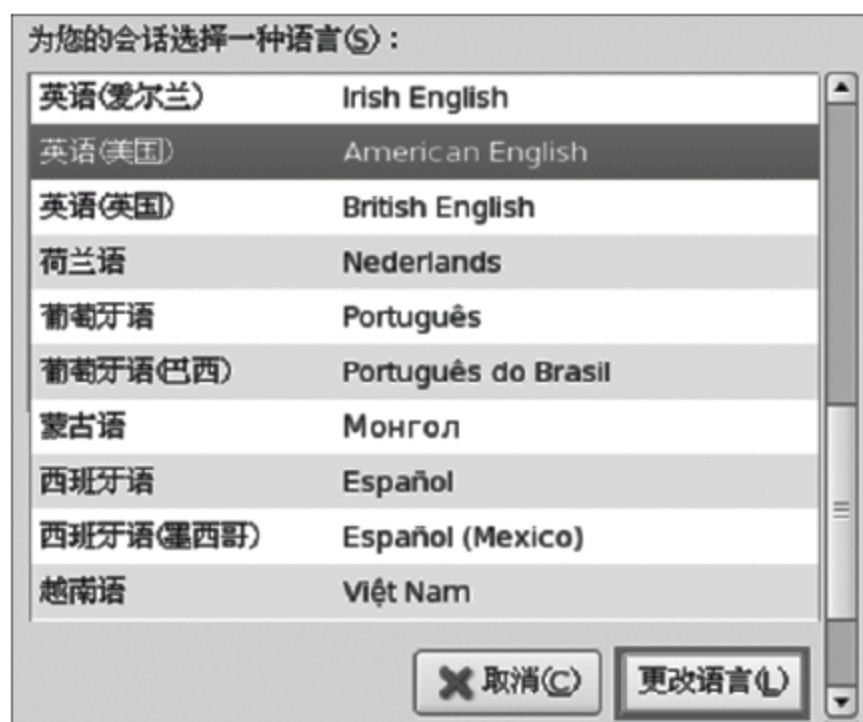 为您的会话选择一种语言(S)：
英语(爱尔兰) Irish English
英语(美国) American English
英语(英国) British English
荷兰语 Nederlands
葡萄牙语 Português
葡萄牙语(巴西) Português do Brasil
蒙古语 Монгол
西班牙语 Español
西班牙语(墨西哥) Español (Mexico)
越南语 Việt Nam
取消(C) 更改语言(L)